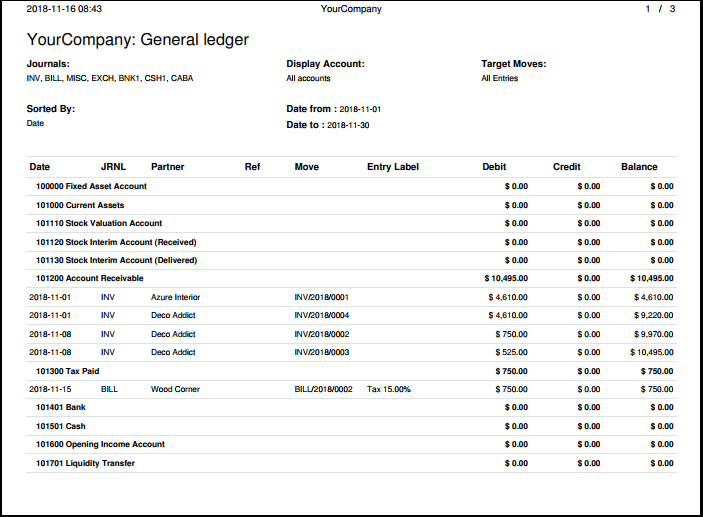 2018-11-16 08:43 YourCompany 1 / 3
YourCompany: General ledger
Journals: Display Account: Target Moves:
INV, BILL, MISC, EXCH, BNK1, CSH1, CABA All accounts All Entries
Sorted By: Date from : 2018-11-01
Date Date to : 2018-11-30
Date JRNL Partner Ref Move Entry Label Debit Credit Balance
100000 Fixed Asset Account $ 0.00 $ 0.00 $ 0.00
101000 Current Assets $ 0.00 $ 0.00 $ 0.00
101110 Stock Valuation Account $ 0.00 $ 0.00 $ 0.00
101120 Stock Interim Account (Received) $ 0.00 $ 0.00 $ 0.00
101130 Stock Interim Account (Delivered) $ 0.00 $ 0.00 $ 0.00
101200 Account Receivable $ 10,495.00 $ 0.00 $ 10,495.00
2018-11-01 INV Azure Interior INV/2018/0001 $ 4,610.00 $ 0.00 $ 4,610.00
2018-11-01 INV Deco Addict INV/2018/0004 $ 4,610.00 $ 0.00 $ 9,220.00
2018-11-08 INV Deco Addict INV/2018/0002 $ 750.00 $ 0.00 $ 9,970.00
2018-11-08 INV Deco Addict INV/2018/0003 $ 525.00 $ 0.00 $ 10,495.00
101300 Tax Paid $ 750.00 $ 0.00 $ 750.00
2018-11-15 BILL Wood Corner BILL/2018/0002 Tax 15.00% $ 750.00 $ 0.00 $ 750.00
101401 Bank $ 0.00 $ 0.00 $ 0.00
101501 Cash $ 0.00 $ 0.00 $ 0.00
101600 Opening Income Account $ 0.00 $ 0.00 $ 0.00
101701 Liquidity Transfer $ 0.00 $ 0.00 $ 0.00